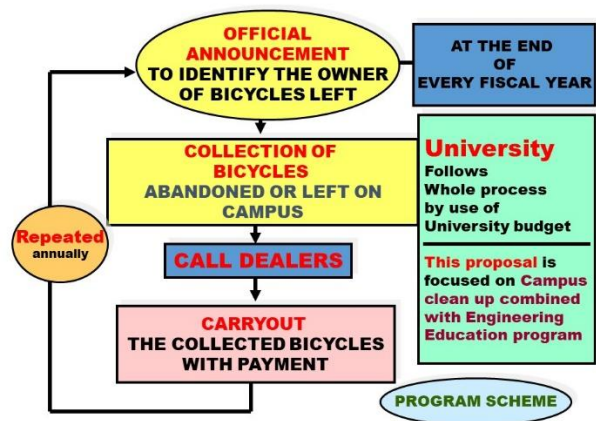 OFFICIAL
ANNOUNCEMENT
TO IDENTIFY THE OWNER
OF BICYCLES LEFT
AT THE END
OF
EVERY FISCAL YEAR
COLLECTION OF
BICYCLES
ABANDONED OR LEFT ON
CAMPUS
University
Follows
Whole process
by use of
University budget
This proposal is
focused on Campus
clean up combined
with Engineering
Education program
Repeated
annually
CALL DEALERS
CARRYOUT
THE COLLECTED BICYCLES
WITH PAYMENT
PROGRAM SCHEME